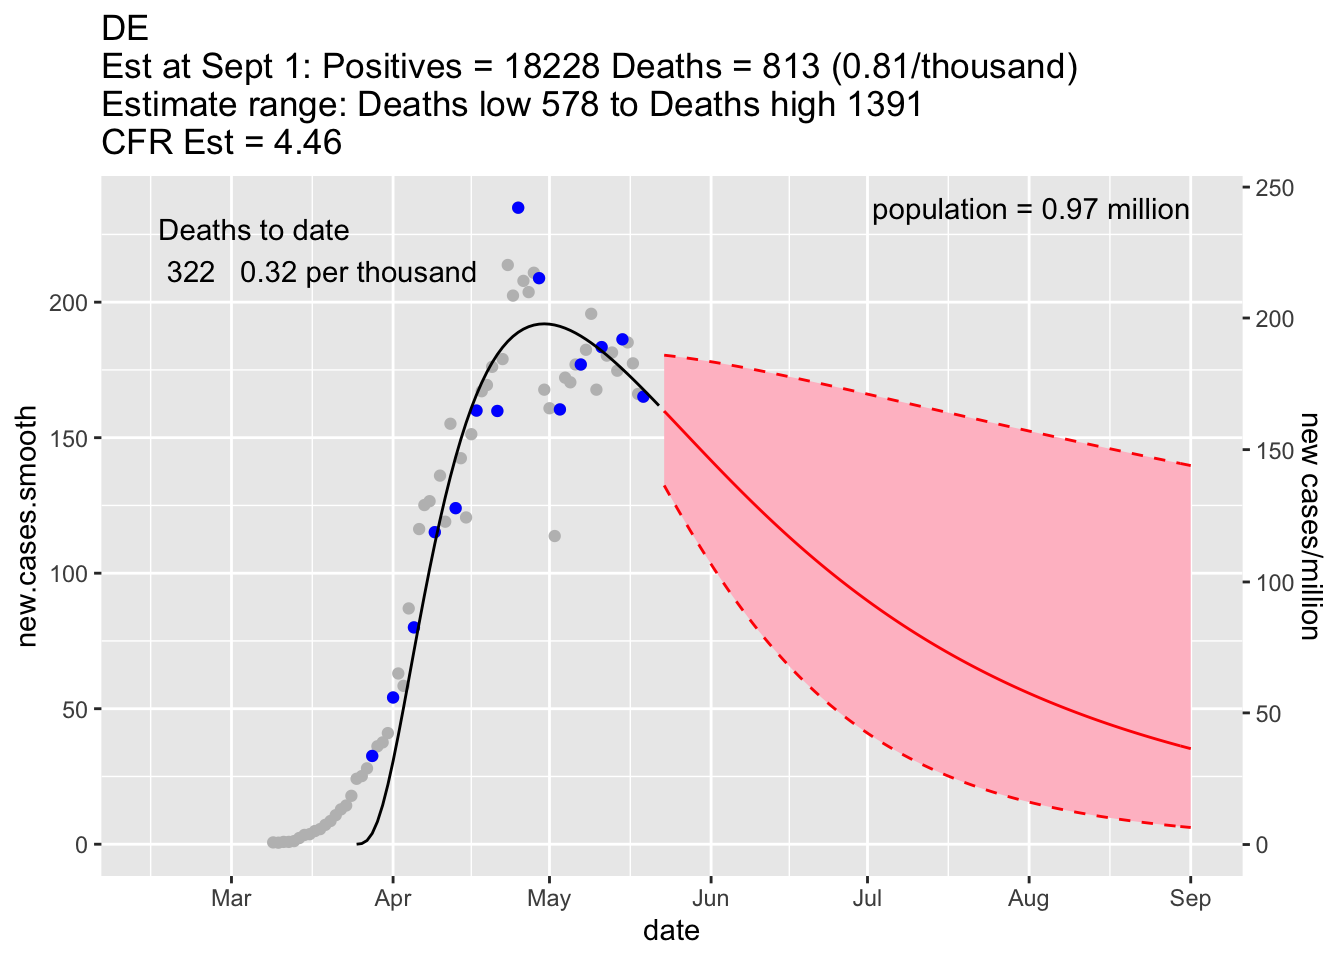 DE
Est at Sept 1: Positives = 18228 Deaths = 813 (0.81/thousand)
Estimate range: Deaths low 578 to Deaths high 1391
CFR Est = 4.46
Deaths to date
322 0.32 per thousand
population = 0.97 million
new.cases.smooth
200
150
100
50
0
250
200
150
100
50
0
new cases/million
Mar Apr May Jun Jul Aug Sep
date